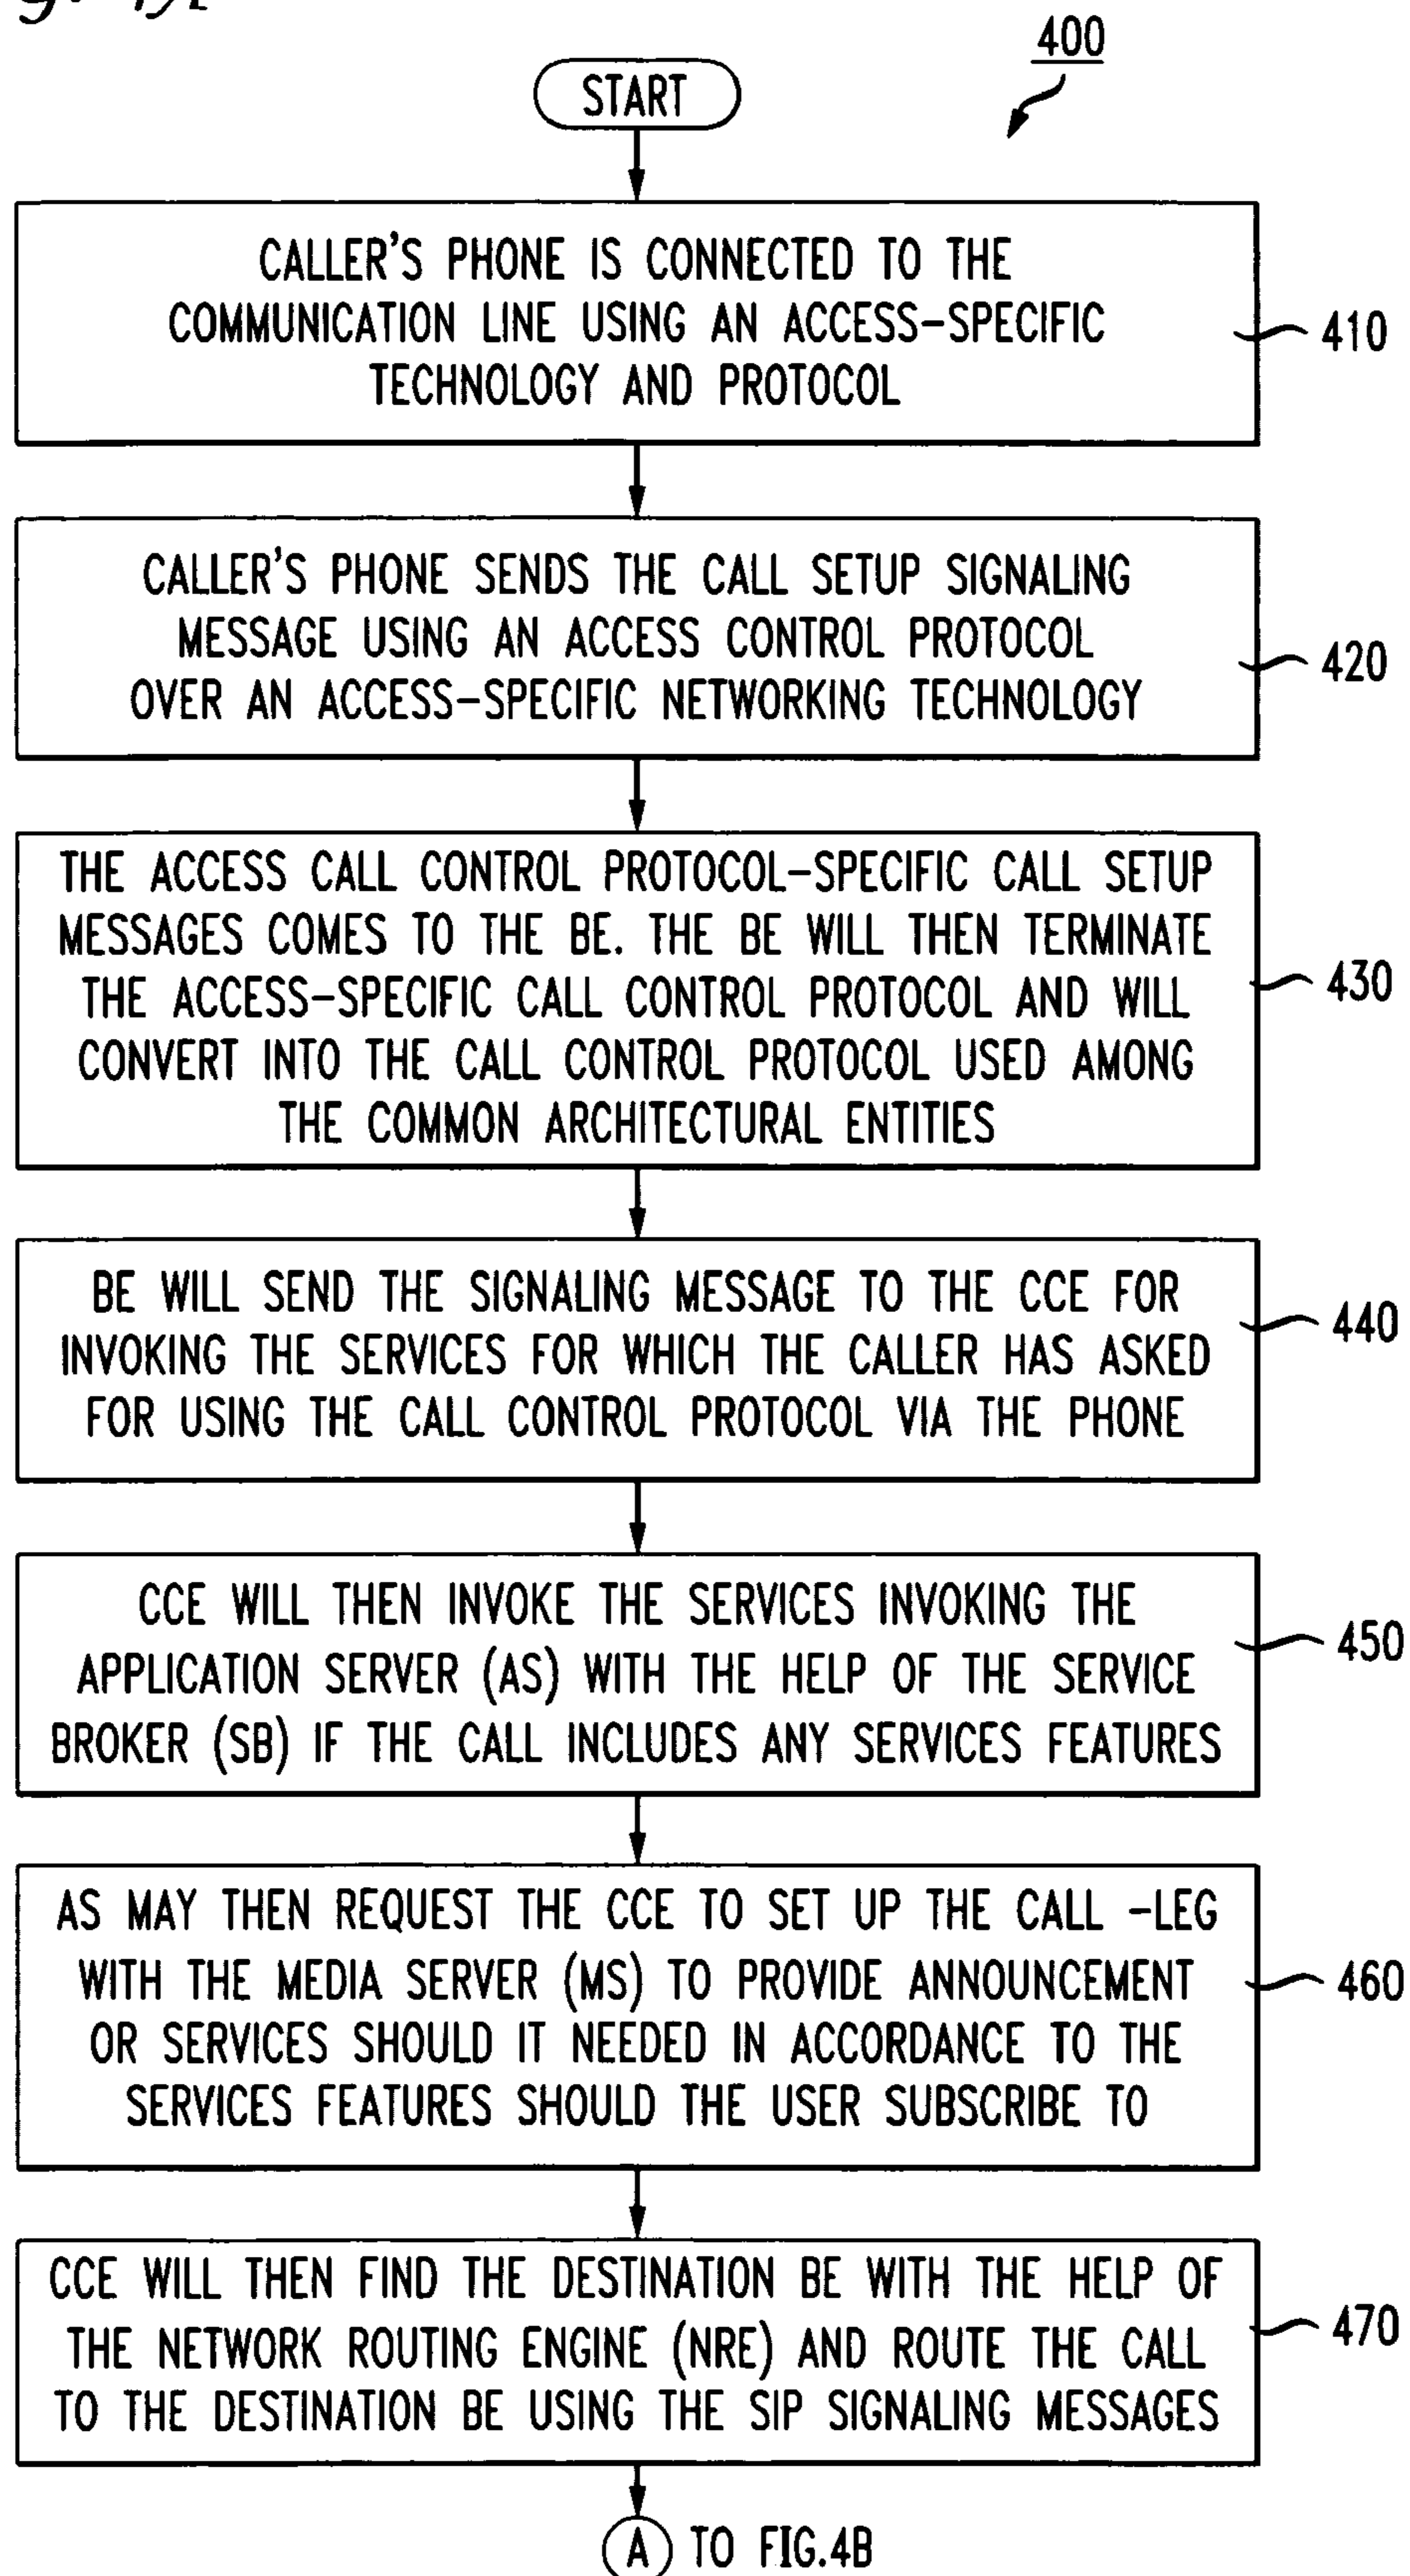 400
START
CALLER'S PHONE IS CONNECTED TO THE
COMMUNICATION LINE USING AN ACCESS-SPECIFIC
TECHNOLOGY AND PROTOCOL
410
CALLER'S PHONE SENDS THE CALL SETUP SIGNALING
MESSAGE USING AN ACCESS CONTROL PROTOCOL
OVER AN ACCESS-SPECIFIC NETWORKING TECHNOLOGY
420
THE ACCESS CALL CONTROL PROTOCOL-SPECIFIC CALL SETUP
MESSAGES COMES TO THE BE. THE BE WILL THEN TERMINATE
THE ACCESS-SPECIFIC CALL CONTROL PROTOCOL AND WILL
CONVERT INTO THE CALL CONTROL PROTOCOL USED AMONG
THE COMMON ARCHITECTURAL ENTITIES
430
BE WILL SEND THE SIGNALING MESSAGE TO THE CCE FOR
INVOKING THE SERVICES FOR WHICH THE CALLER HAS ASKED
FOR USING THE CALL CONTROL PROTOCOL VIA THE PHONE
440
CCE WILL THEN INVOKE THE SERVICES INVOKING THE
APPLICATION SERVER (AS) WITH THE HELP OF THE SERVICE
BROKER (SB) IF THE CALL INCLUDES ANY SERVICES FEATURES
450
AS MAY THEN REQUEST THE CCE TO SET UP THE CALL -LEG
WITH THE MEDIA SERVER (MS) TO PROVIDE ANNOUNCEMENT
OR SERVICES SHOULD IT NEEDED IN ACCORDANCE TO THE
SERVICES FEATURES SHOULD THE USER SUBSCRIBE TO
460
CCE WILL THEN FIND THE DESTINATION BE WITH THE HELP OF
THE NETWORK ROUTING ENGINE (NRE) AND ROUTE THE CALL
TO THE DESTINATION BE USING THE SIP SIGNALING MESSAGES
470
A TO FIG.4B